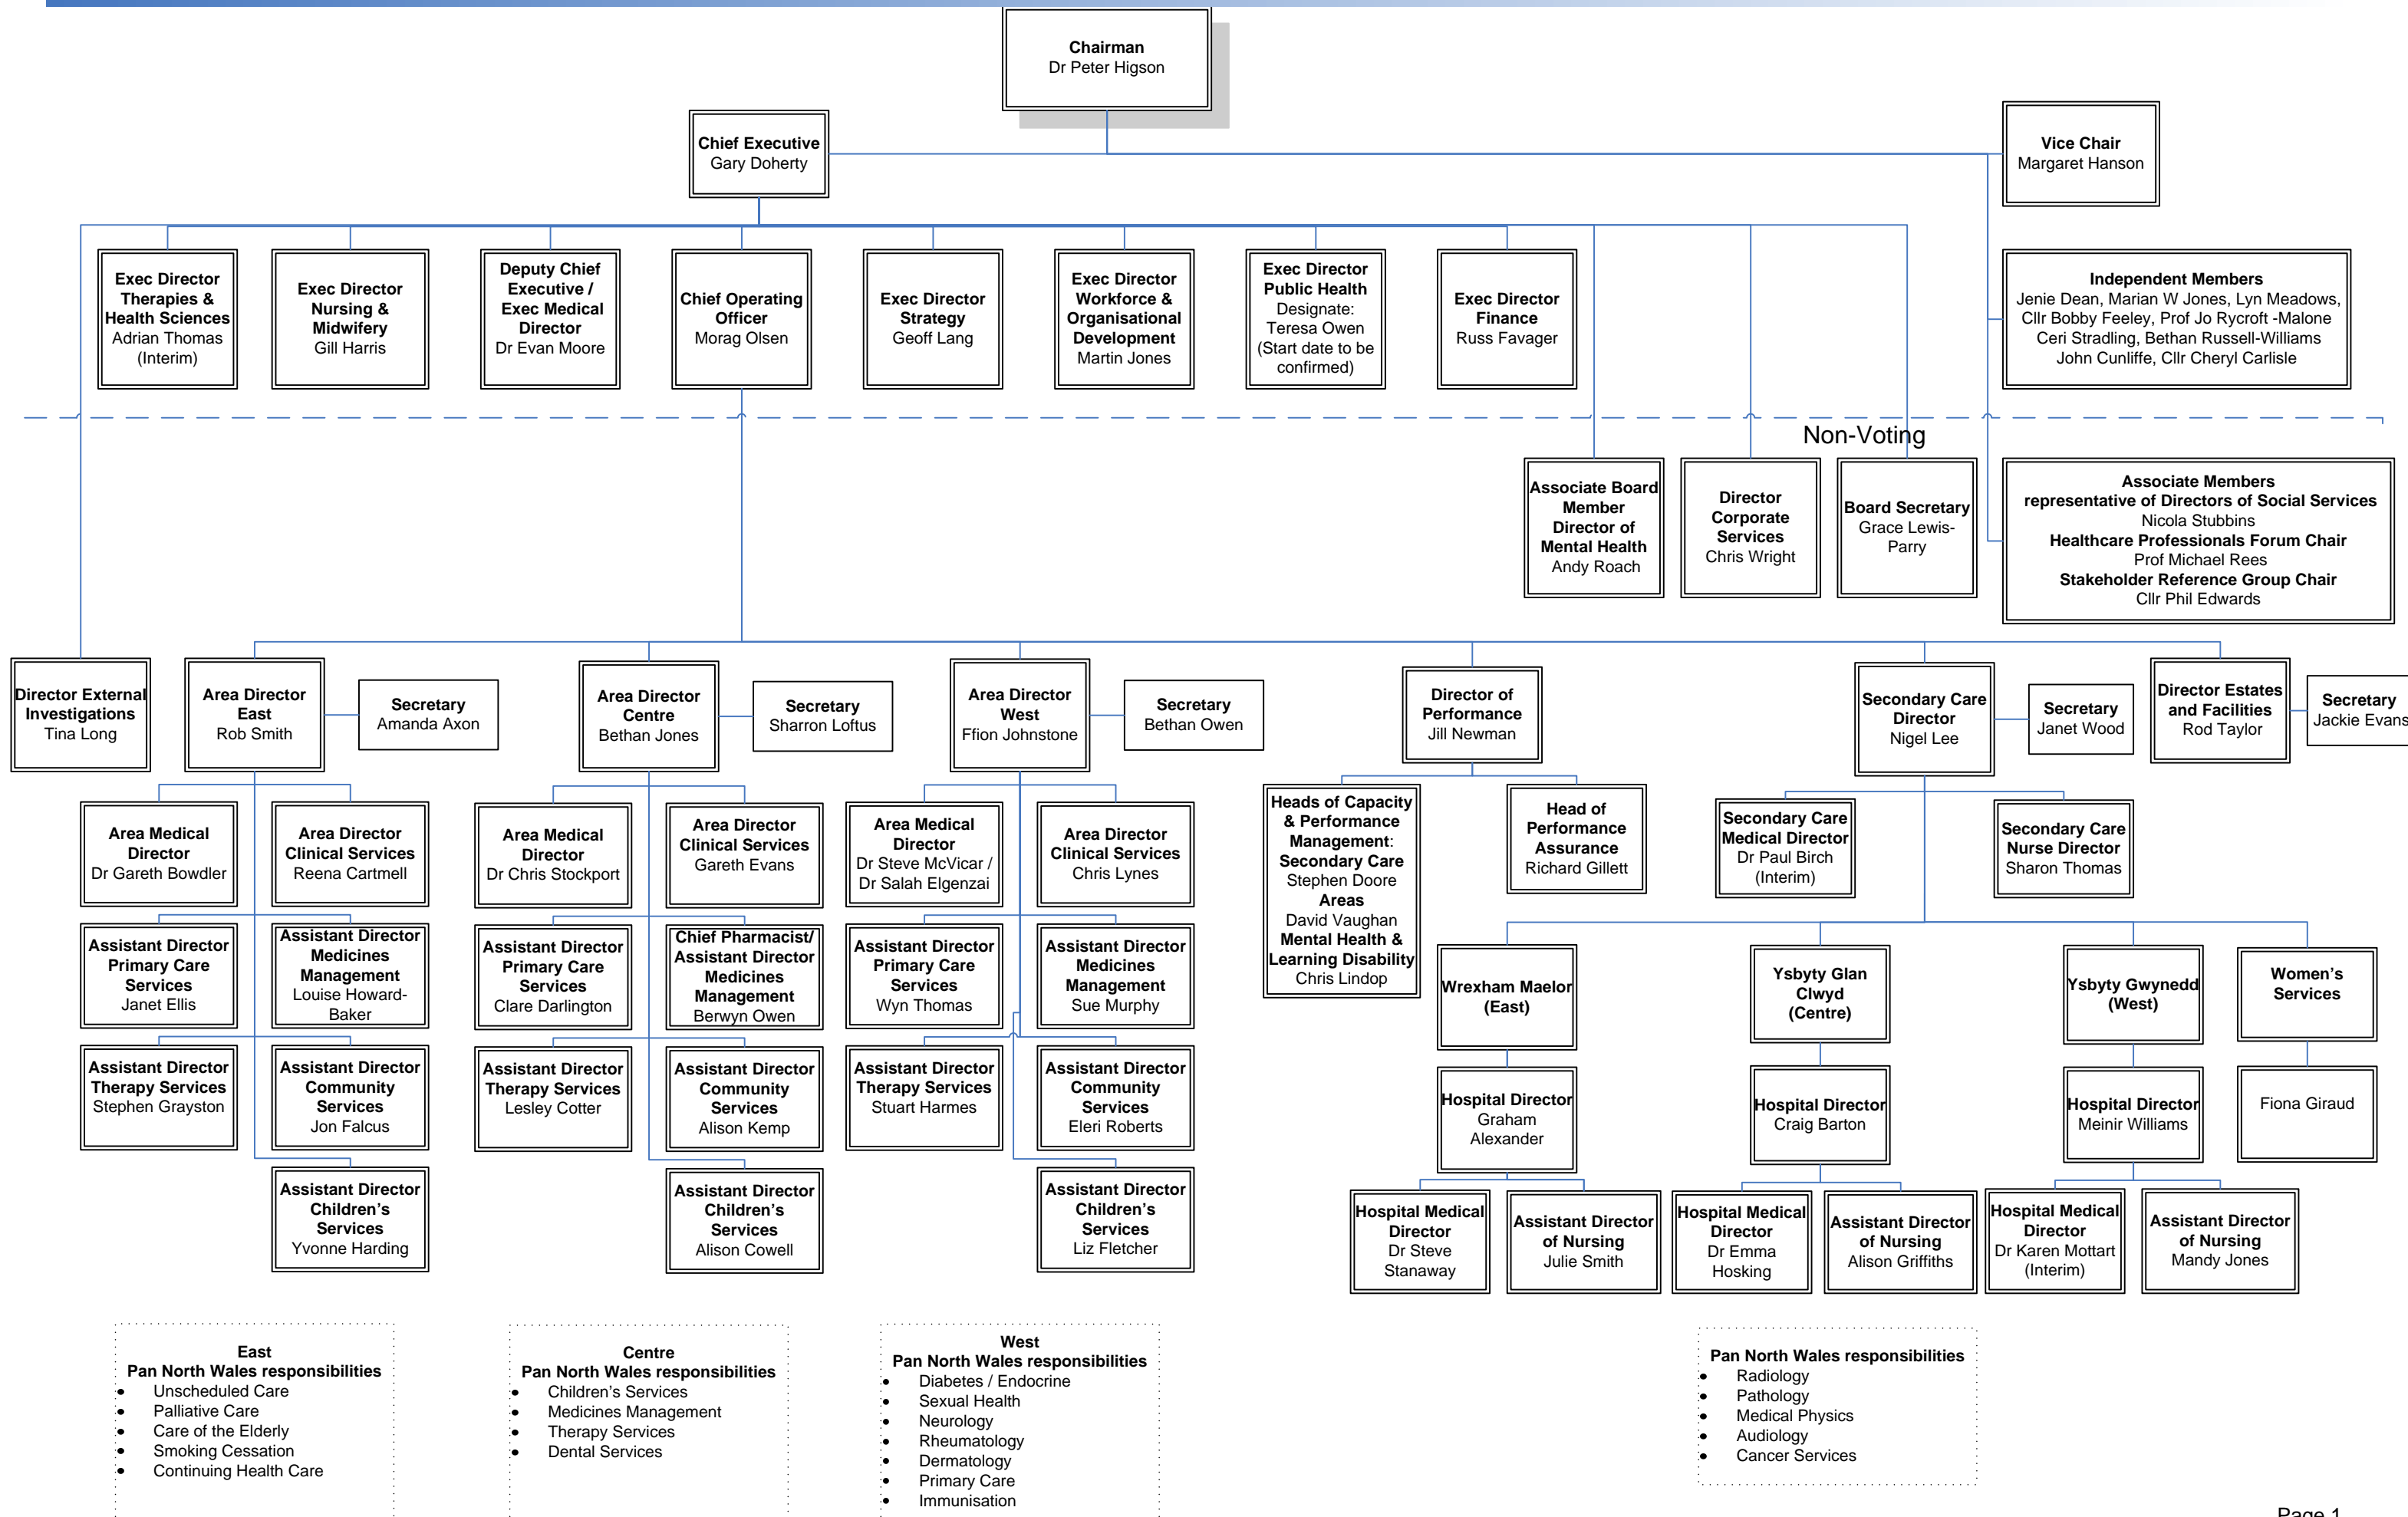 Chairman
Dr Peter Higson
Chief Executive
Gary Doherty
Vice Chair
Margaret Hanson
Exec Director
Therapies &
Health Sciences
Adrian Thomas
(Interim)
Exec Director
Nursing &
Midwifery
Gill Harris
Deputy Chief
Executive /
Exec Medical
Director
Dr Evan Moore
Chief Operating
Officer
Morag Olsen
Exec Director
Strategy
Geoff Lang
Exec Director
Workforce &
Organisational
Development
Martin Jones
Exec Director
Public Health
Designate:
Teresa Owen
(Start date to be
confirmed)
Exec Director
Finance
Russ Favager
Independent Members
Jenie Dean, Marian W Jones, Lyn Meadows,
Cllr Bobby Feeley, Prof Jo Rycroft -Malone
Ceri Stradling, Bethan Russell-Williams
John Cunliffe, Cllr Cheryl Carlisle
Non-Voting
Associate Board
Member
Director of
Mental Health
Andy Roach
Director
Corporate
Services
Chris Wright
Board Secretary
Grace Lewis-
Parry
Associate Members
representative of Directors of Social Services
Nicola Stubbins
Healthcare Professionals Forum Chair
Prof Michael Rees
Stakeholder Reference Group Chair
Cllr Phil Edwards
Director External
Investigations
Tina Long
Area Director
East
Rob Smith
Secretary
Amanda Axon
Area Director
Centre
Bethan Jones
Secretary
Sharron Loftus
Area Director
West
Ffion Johnstone
Secretary
Bethan Owen
Director of
Performance
Jill Newman
Secondary Care
Director
Nigel Lee
Secretary
Janet Wood
Director Estates
and Facilities
Rod Taylor
Secretary
Jackie Evans
Area Medical
Director
Dr Gareth Bowdler
Area Director
Clinical Services
Reena Cartmell
Area Medical
Director
Dr Chris Stockport
Area Director
Clinical Services
Gareth Evans
Area Medical
Director
Dr Steve McVicar /
Dr Salah Elgenzai
Area Director
Clinical Services
Chris Lynes
Heads of Capacity
& Performance
Management:
Secondary Care
Stephen Doore
Areas
David Vaughan
Mental Health &
Learning Disability
Chris Lindop
Head of
Performance
Assurance
Richard Gillett
Secondary Care
Medical Director
Dr Paul Birch
(Interim)
Secondary Care
Nurse Director
Sharon Thomas
Assistant Director
Primary Care
Services
Janet Ellis
Assistant Director
Medicines
Management
Louise Howard-
Baker
Assistant Director
Primary Care
Services
Clare Darlington
Chief Pharmacist/
Assistant Director
Medicines
Management
Berwyn Owen
Assistant Director
Primary Care
Services
Wyn Thomas
Assistant Director
Medicines
Management
Sue Murphy
Wrexham Maelor
(East)
Ysbyty Glan
Clwyd
(Centre)
Ysbyty Gwynedd
(West)
Women's
Services
Assistant Director
Therapy Services
Stephen Grayston
Assistant Director
Community
Services
Jon Falcus
Assistant Director
Therapy Services
Lesley Cotter
Assistant Director
Community
Services
Alison Kemp
Assistant Director
Therapy Services
Stuart Harmes
Assistant Director
Community
Services
Eleri Roberts
Hospital Director
Graham
Alexander
Hospital Director
Craig Barton
Hospital Director
Meinir Williams
Fiona Giraud
Assistant Director
Children's
Services
Yvonne Harding
Assistant Director
Children's
Services
Alison Cowell
Assistant Director
Children's
Services
Liz Fletcher
Hospital Medical
Director
Dr Steve
Stanaway
Assistant Director
of Nursing
Julie Smith
Hospital Medical
Director
Dr Emma
Hosking
Assistant Director
of Nursing
Alison Griffiths
Hospital Medical
Director
Dr Karen Mottart
(Interim)
Assistant Director
of Nursing
Mandy Jones
East
Pan North Wales responsibilities
• Unscheduled Care
• Palliative Care
• Care of the Elderly
• Smoking Cessation
• Continuing Health Care
Centre
Pan North Wales responsibilities
• Children's Services
• Medicines Management
• Therapy Services
• Dental Services
West
Pan North Wales responsibilities
• Diabetes / Endocrine
• Sexual Health
• Neurology
• Rheumatology
• Dermatology
• Primary Care
• Immunisation
Pan North Wales responsibilities
• Radiology
• Pathology
• Medical Physics
• Audiology
• Cancer Services
Page 1